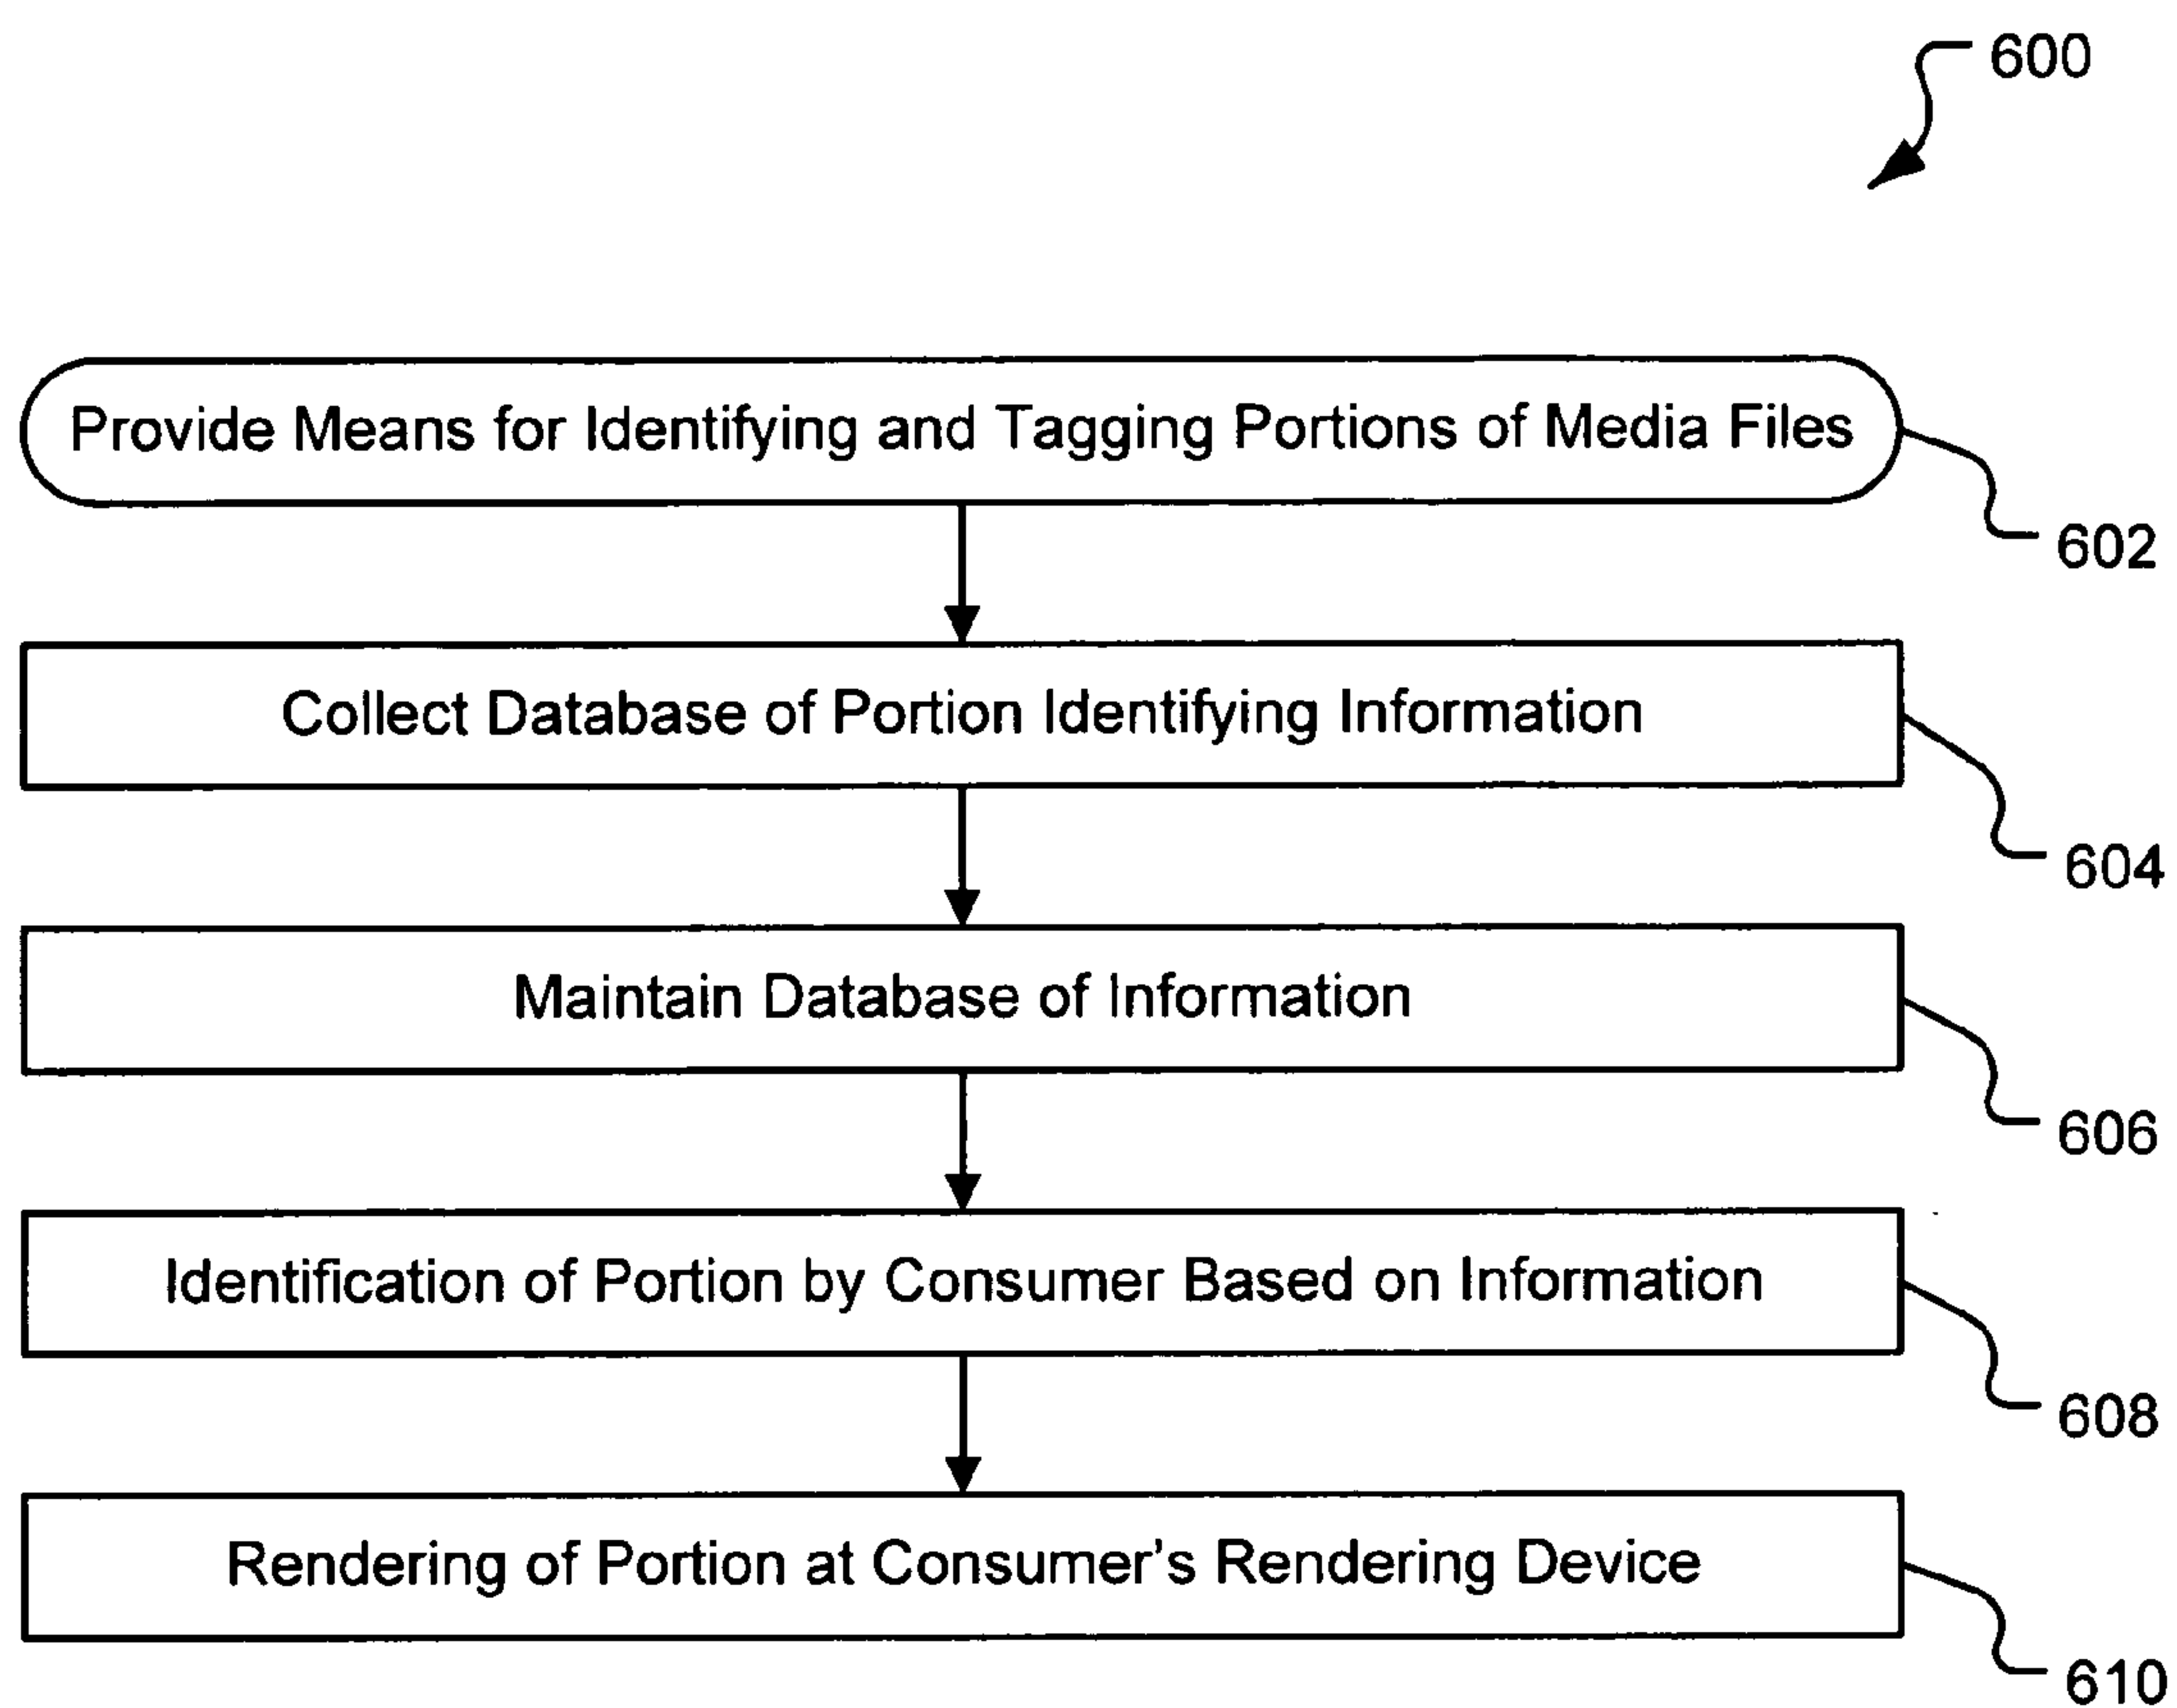 600
Provide Means for Identifying and Tagging Portions of Media Files
602
Collect Database of Portion Identifying Information
604
Maintain Database of Information
606
Identification of Portion by Consumer Based on Information
608
Rendering of Portion at Consumer's Rendering Device
610